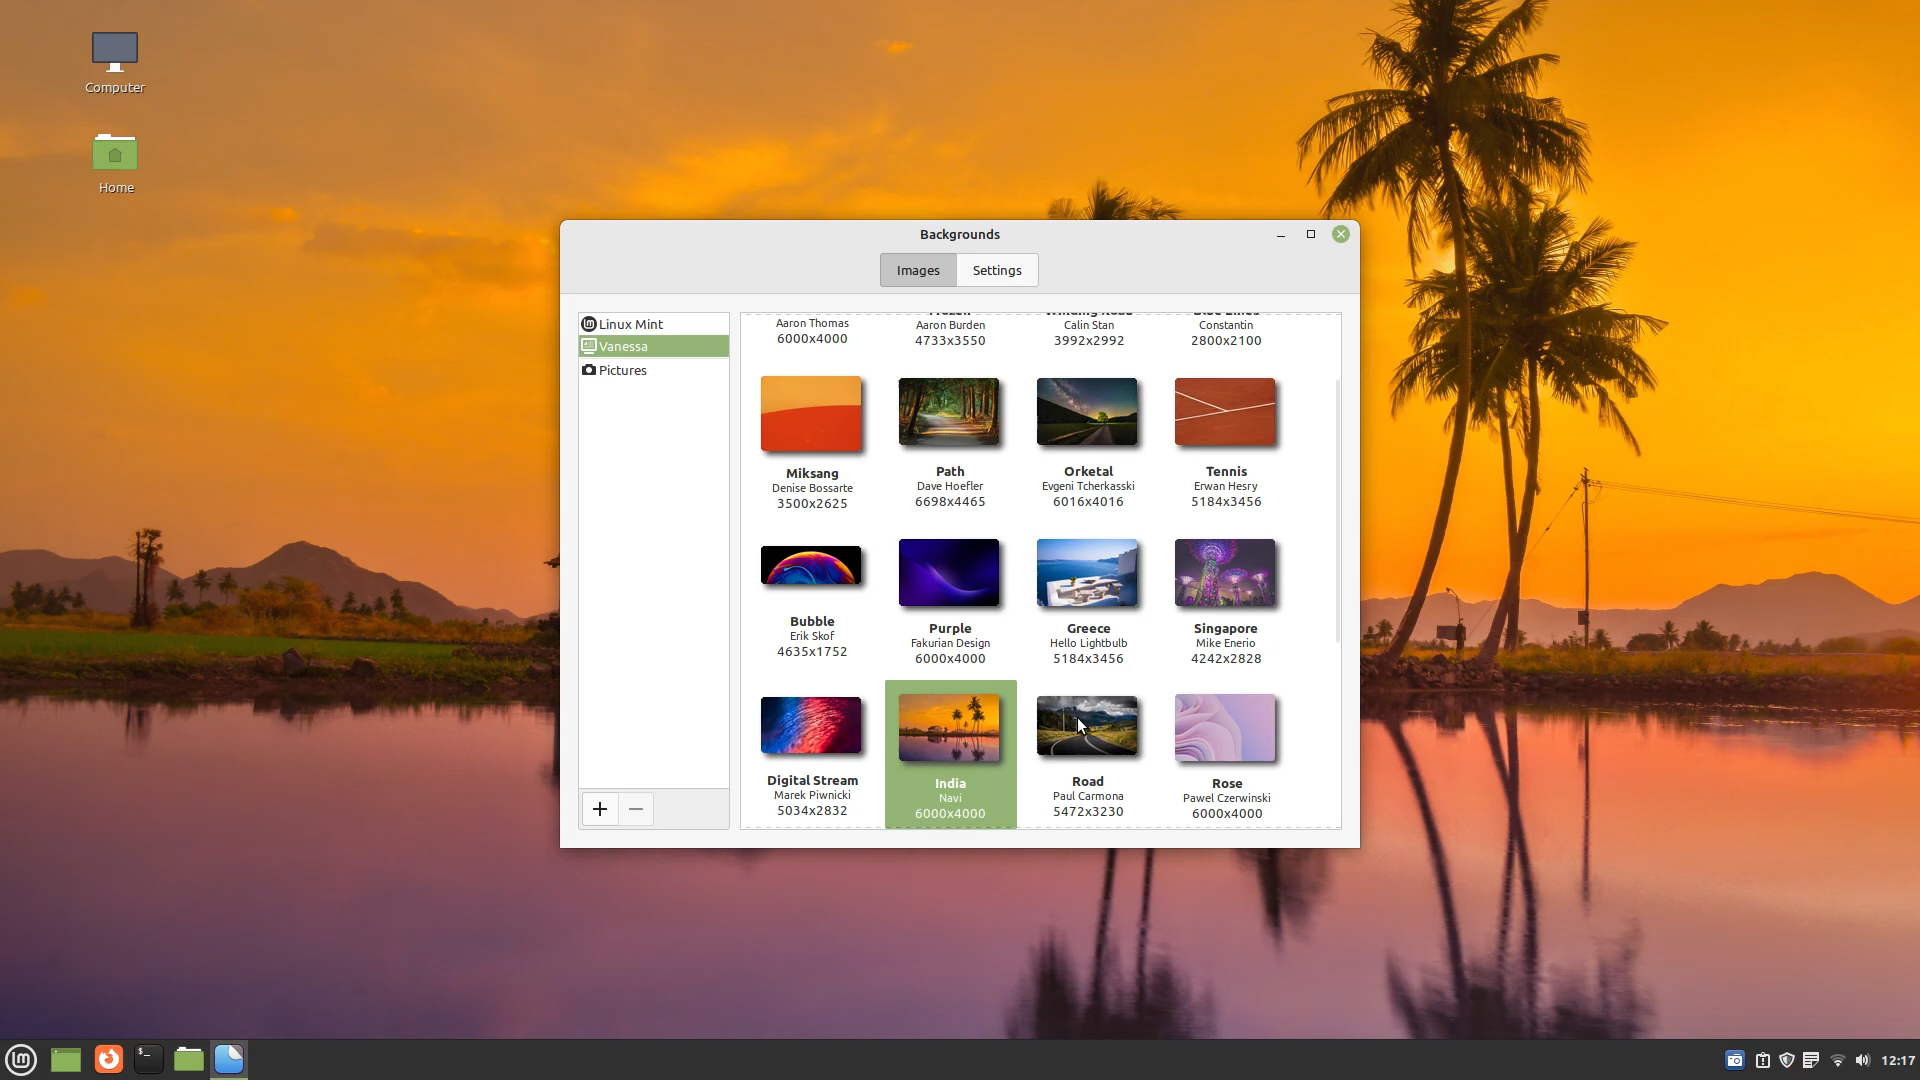 Computer
Home
Backgrounds
Images
Settings
Linux Mint
Vanessa
Pictures
Aaron Thomas
6000x4000
Aaron Burden
4733x3550
Calin Stan
3992x2992
Constantin
2800x2100
Miksang
Denise Bossarte
3500x2625
Path
Dave Hoefler
6698x4465
Orketal
Evgeni Tcherkasski
6016x4016
Tennis
Erwan Hesry
5184x3456
Bubble
Erik Skof
4635x1752
Purple
Fakurian Design
6000x4000
Greece
Hello Lightbulb
5184x3456
Singapore
Mike Enerio
4242x2828
Digital Stream
Marek Piwnicki
5034x2832
India
Navi
6000x4000
Road
Paul Carmona
5472x3230
Rose
Pawel Czerwinski
6000x4000
$_
12:17